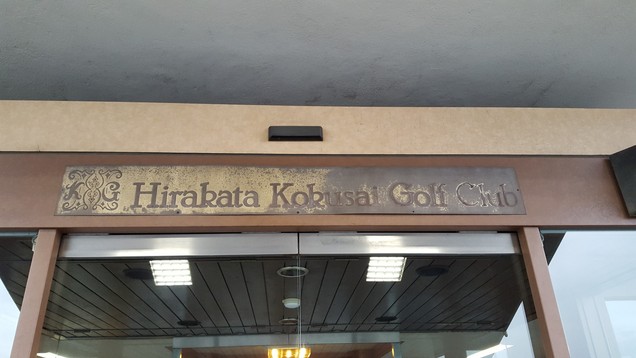 Hirakata Kokusai Golf Club